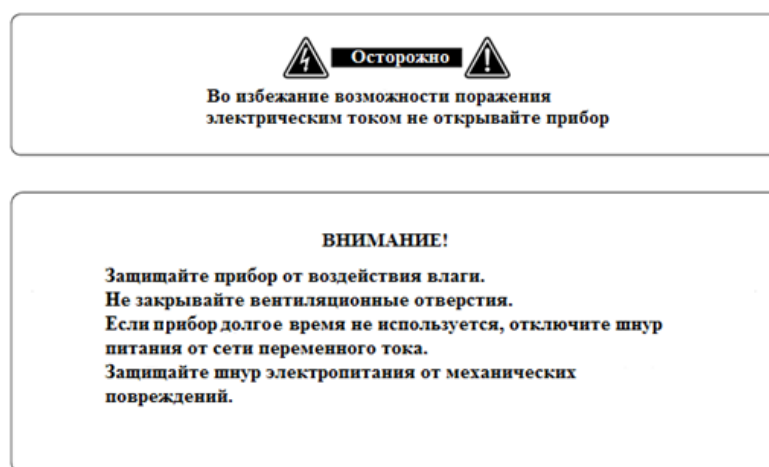 Осторожно
Во избежание возможности поражения
электрическим током не открывайте прибор
ВНИМАНИЕ!
Защищайте прибор от воздействия влаги.
Не закрывайте вентиляционные отверстия.
Если прибор долгое время не используется, отключите шнур
питания от сети переменного тока.
Защищайте шнур электропитания от механических
повреждений.